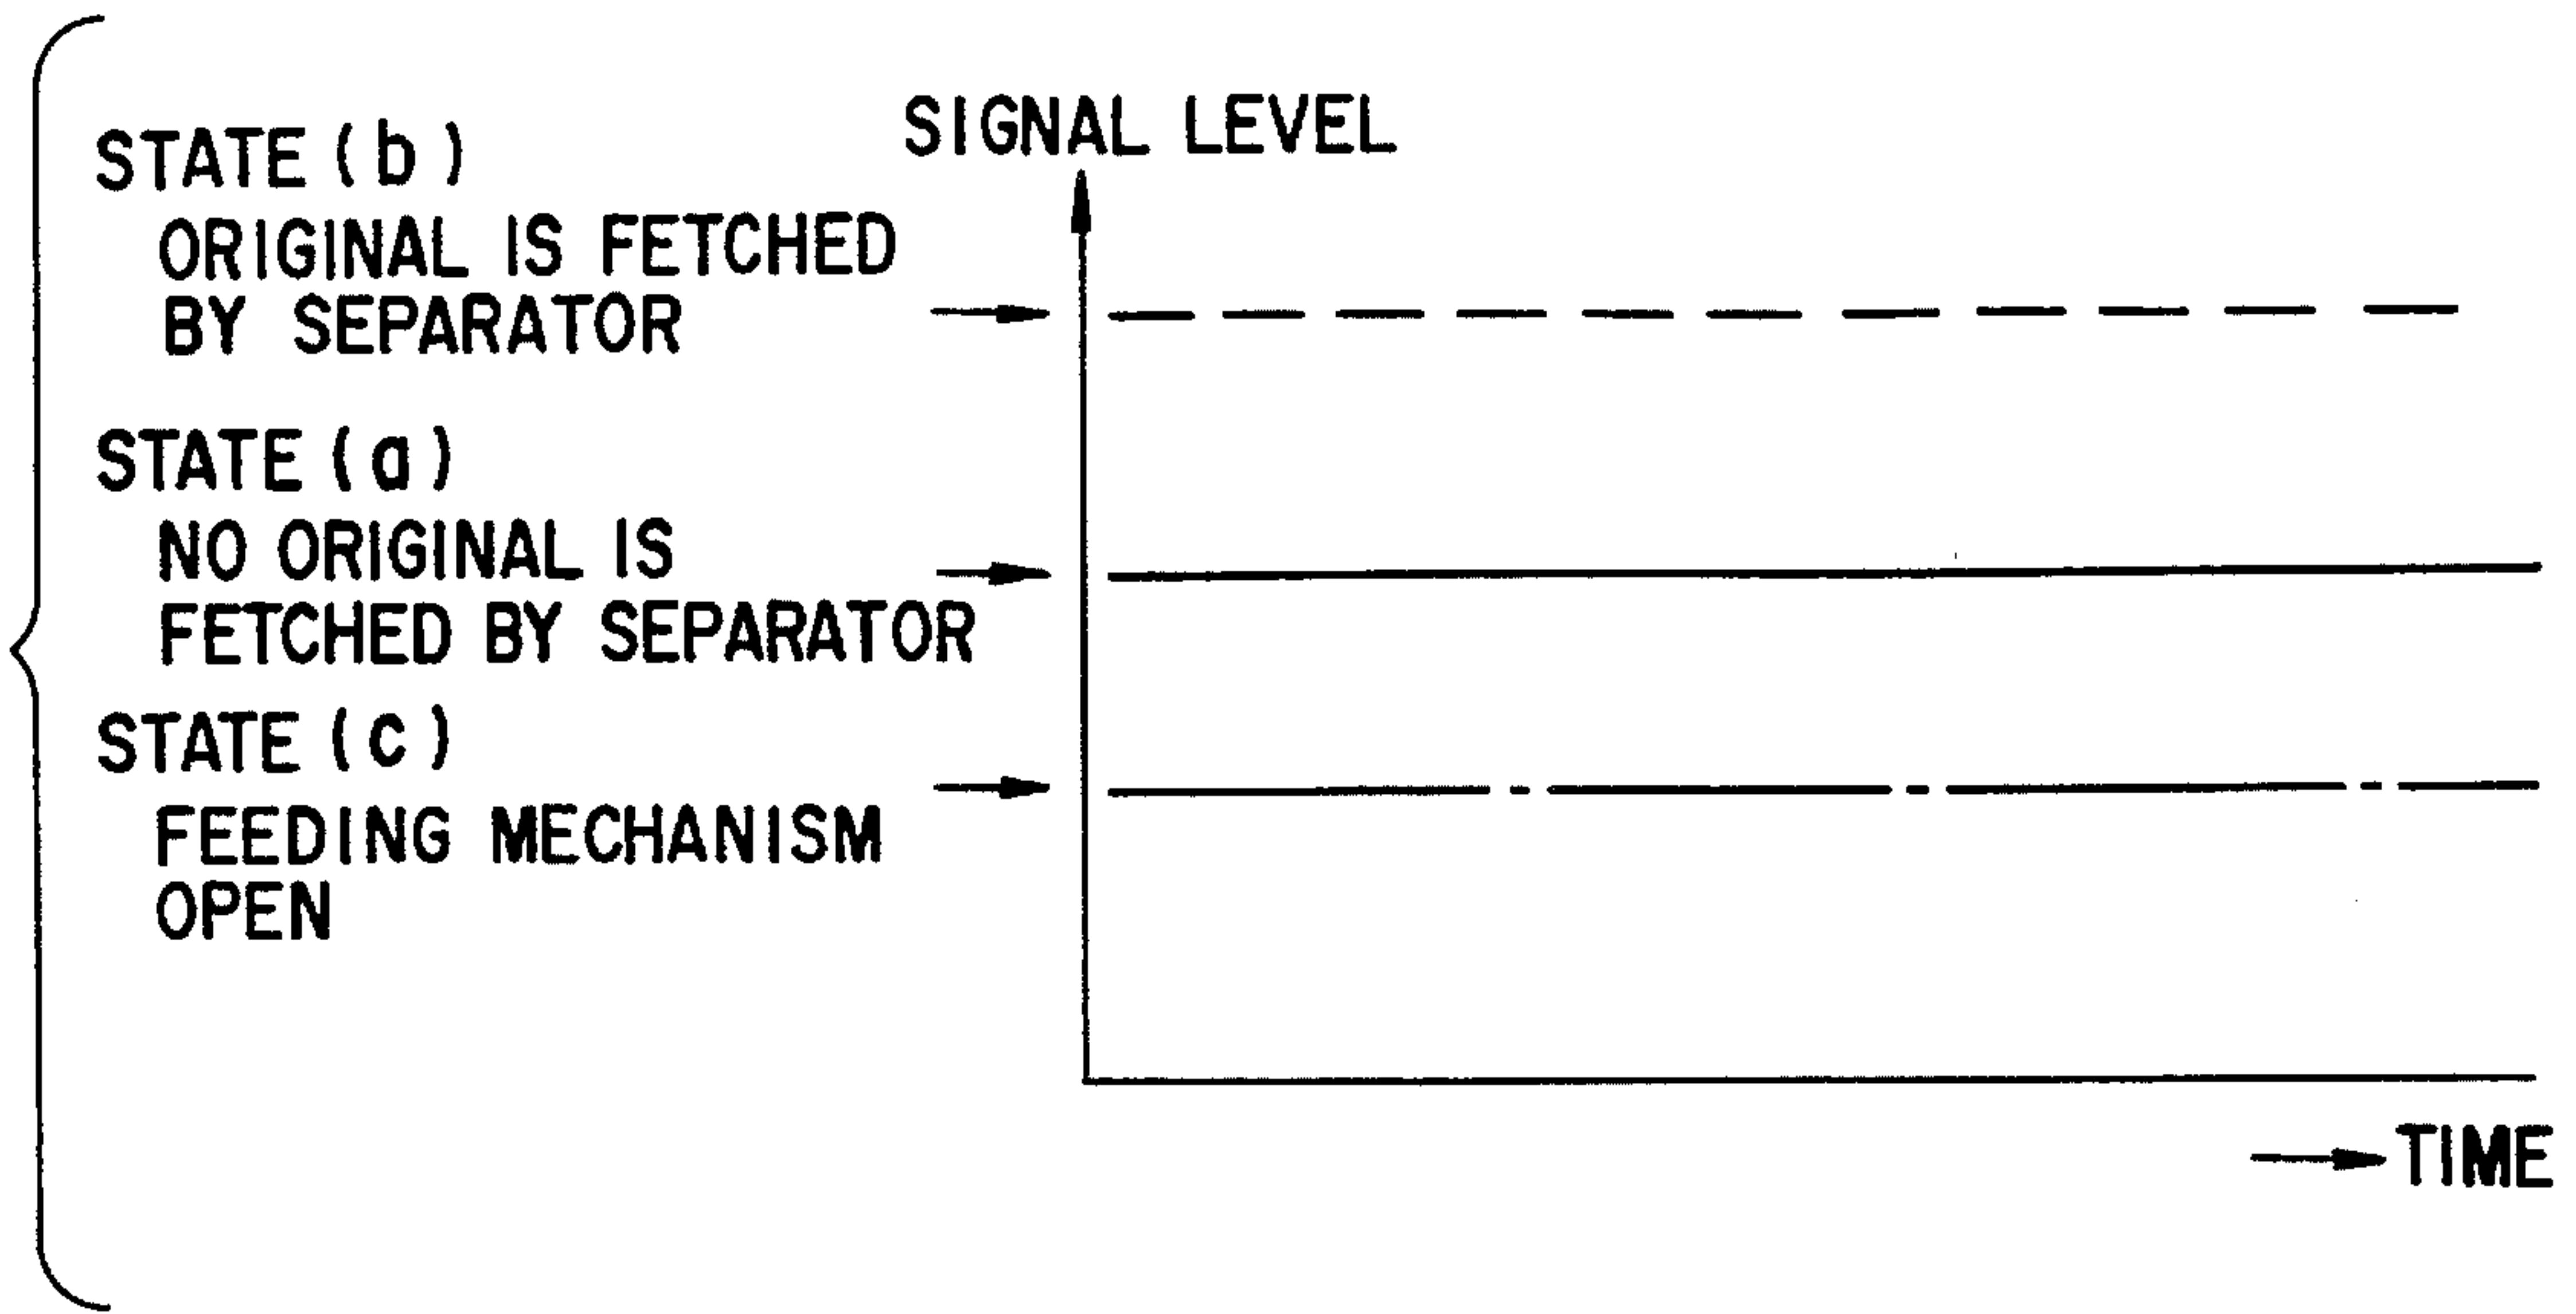 SIGNAL LEVEL
STATE (b)
ORIGINAL IS FETCHED
BY SEPARATOR
STATE (a)
NO ORIGINAL IS
FETCHED BY SEPARATOR
STATE (c)
FEEDING MECHANISM
OPEN
TIME